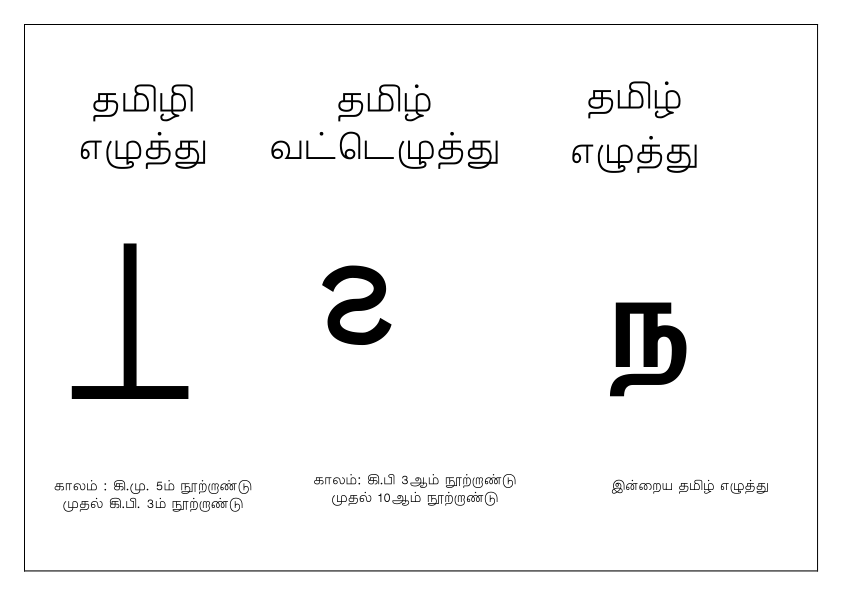 தமிழி
எழுத்து
தமிழ்
வட்டெழுத்து
தமிழ்
எழுத்து
ந
காலம் : கி.மு. 5ம் நூற்றாண்டு
முதல் கி.பி. 3ம் நூற்றாண்டு
காலம்: கி.பி 3ஆம் நூற்றாண்டு
முதல் 10ஆம் நூற்றாண்டு
இன்றைய தமிழ் எழுத்து